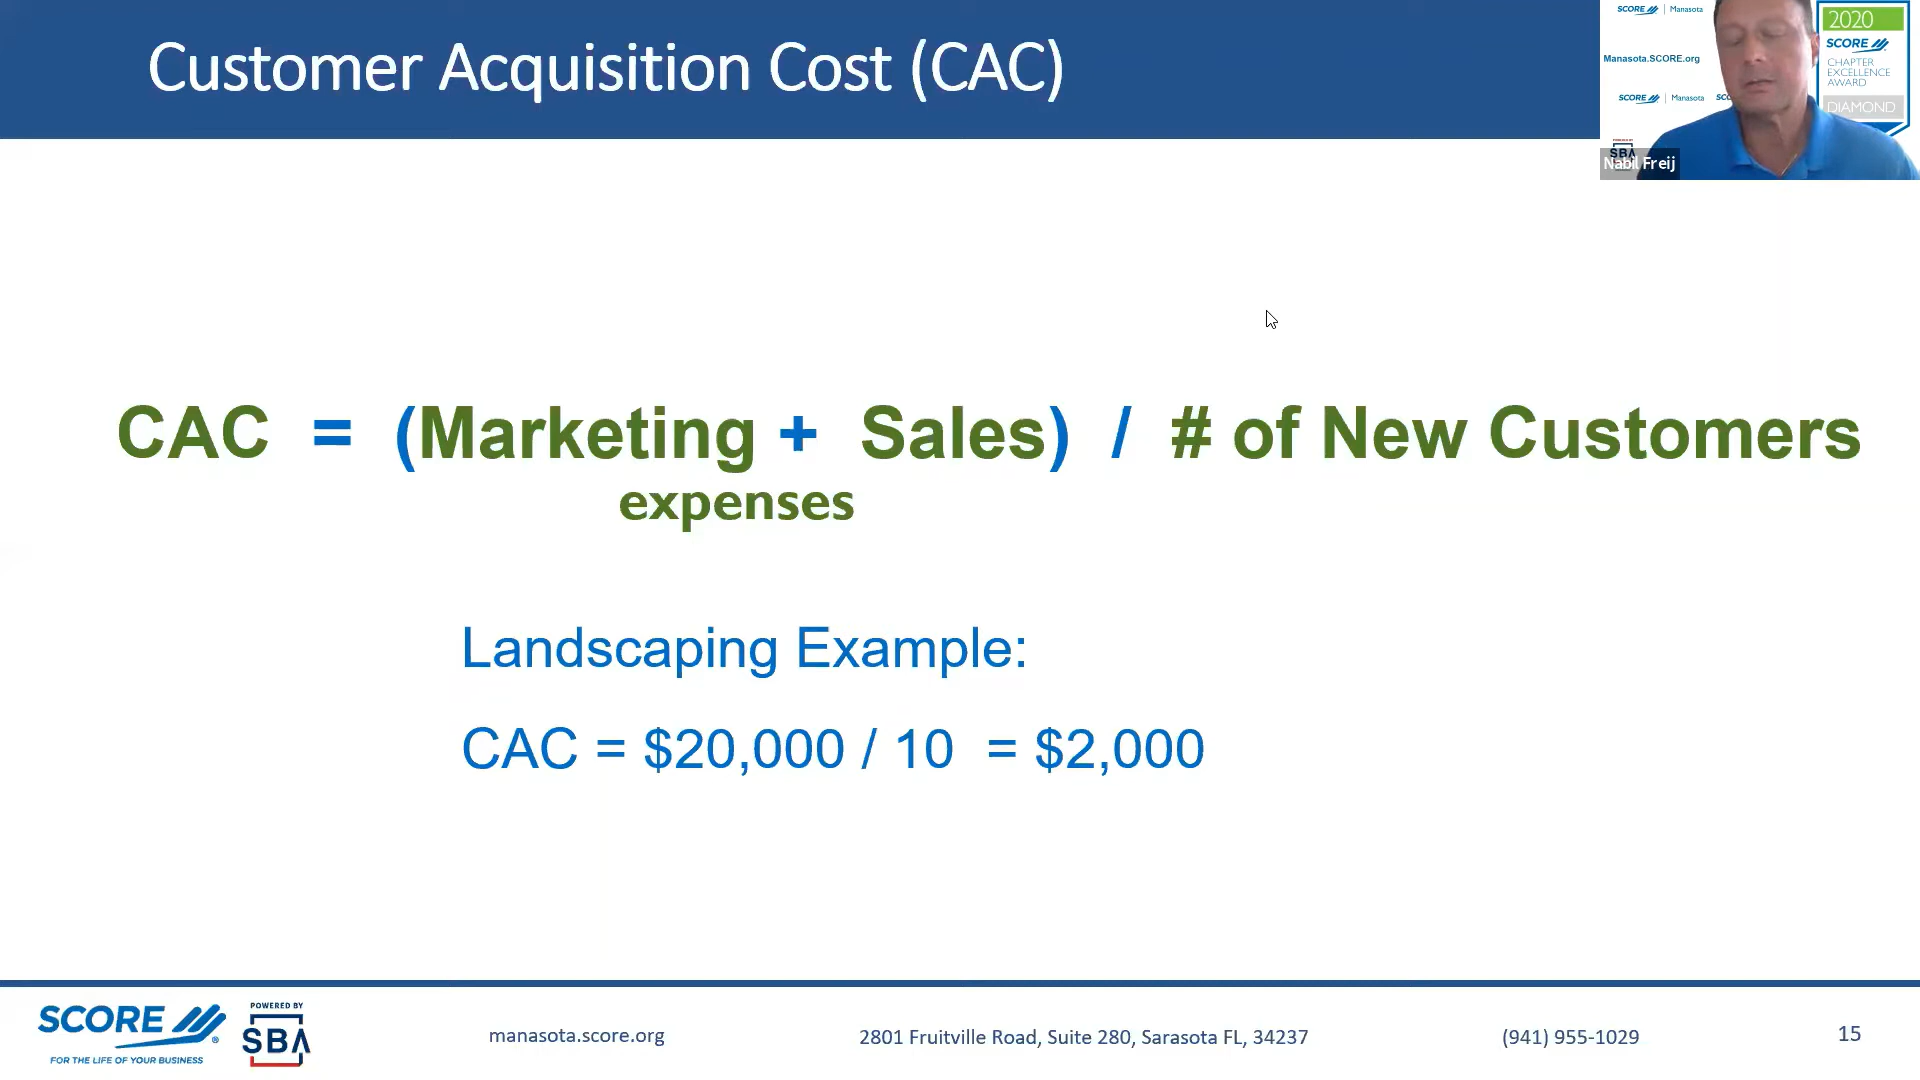 Customer Acquisition Cost (CAC)
SCORE | Manasota
Manasota.SCORE.org
SCORE | Manasota
2020
SCORE
CHAPTER
EXCELLENCE
AWARD
DIAMOND
SBA
Nabil Freij
CAC = (Marketing + Sales) / # of New Customers
expenses
Landscaping Example:
CAC = $20,000 / 10 = $2,000
SCORE
FOR THE LIFE OF YOUR BUSINESS
POWERED BY
SBA
manasota.score.org
2801 Fruitville Road, Suite 280, Sarasota FL, 34237
(941) 955-1029
15